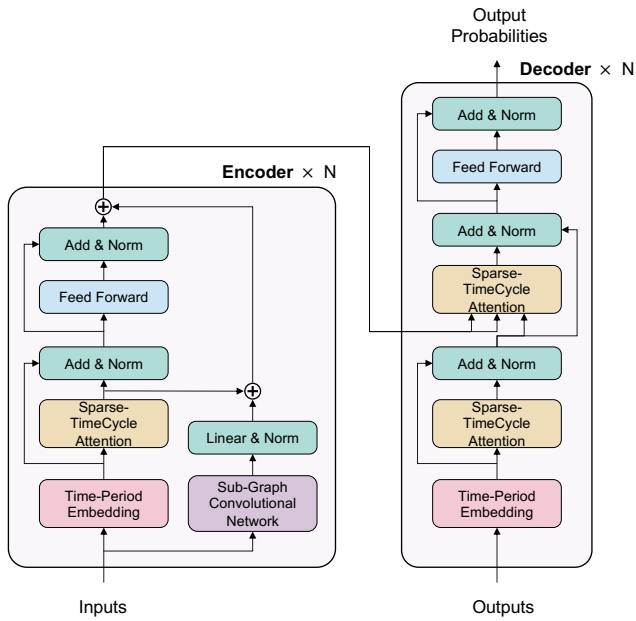 Output
Probabilities
Decoder × N
Add & Norm
Feed Forward
Add & Norm
Sparse-
TimeCycle
Attention
Add & Norm
Sparse-
TimeCycle
Attention
Time-Period
Embedding
Outputs
Encoder × N
Add & Norm
Feed Forward
Add & Norm
Sparse-
TimeCycle
Attention
Linear & Norm
Time-Period
Embedding
Sub-Graph
Convolutional
Network
Inputs